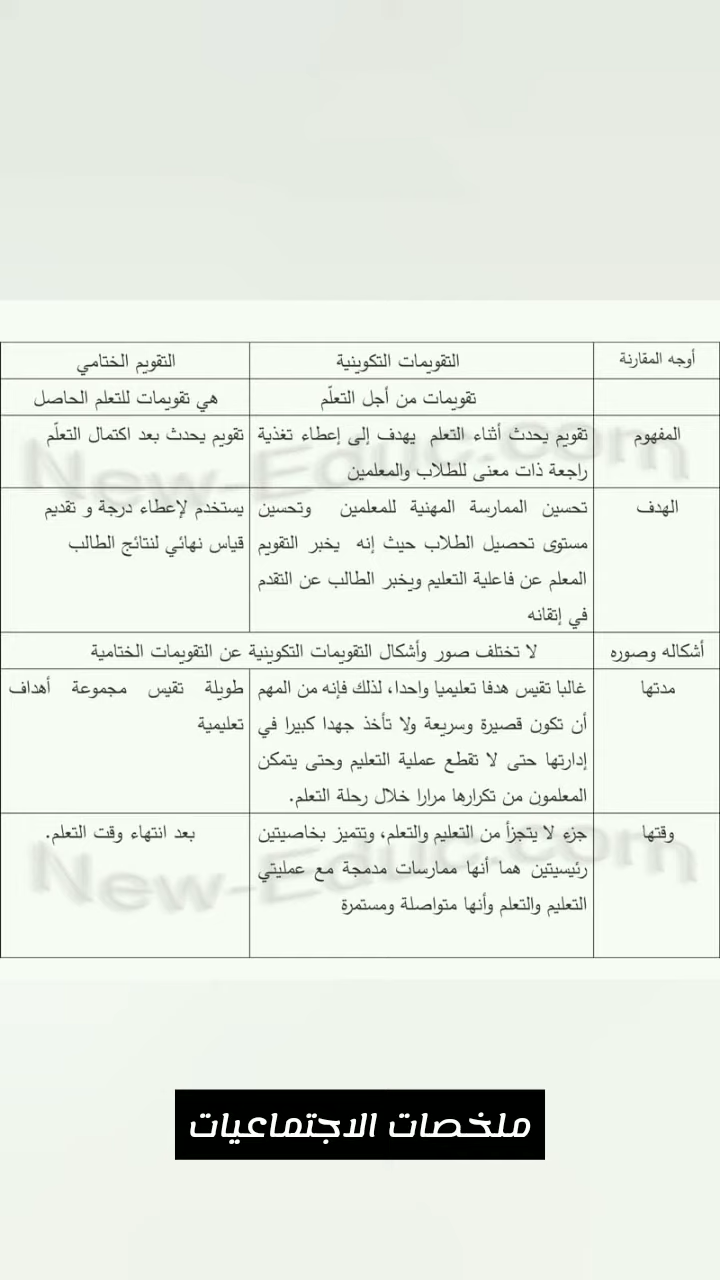 أوجه المقارنة
التقويمات التكوينية
التقويم الختامي
تقويمات من أجل التعلّم
هي تقويمات للتعلم الحاصل
المفهوم
تقويم يحدث أثناء التعلم يهدف إلى إعطاء تغذية
راجعة ذات معنى للطلاب والمعلمين
تقويم يحدث بعد اكتمال التعلّم
الهدف
تحسين الممارسة المهنية للمعلمين وتحسين
مستوى تحصيل الطلاب حيث إنه يخبر التقويم
المعلم عن فاعلية التعليم ويخبر الطالب عن التقدم
في إتقانه
يستخدم لإعطاء درجة و تقديم
قياس نهائي لنتائج الطالب
أشكاله وصوره
لا تختلف صور وأشكال التقويمات التكوينية عن التقويمات الختامية
مدتها
غالبا تقيس هدفا تعليميا واحدا، لذلك فإنه من المهم
أن تكون قصيرة وسريعة ولا تأخذ جهدا كبيرا في
إدارتها حتى لا تقطع عملية التعليم وحتى يتمكن
المعلمون من تكرارها مرارا خلال رحلة التعلم.
طويلة تقيس مجموعة أهداف
تعليمية
وقتها
جزء لا يتجزأ من التعليم والتعلم، ويتميز بخاصيتين
رئيسيتين هما أنها ممارسات مدمجة مع عمليتي
التعليم والتعلم وأنها متواصلة ومستمرة
بعد انتهاء وقت التعلم.
New-Educ.com
New-Educ.com
ملخصات الاجتماعيات